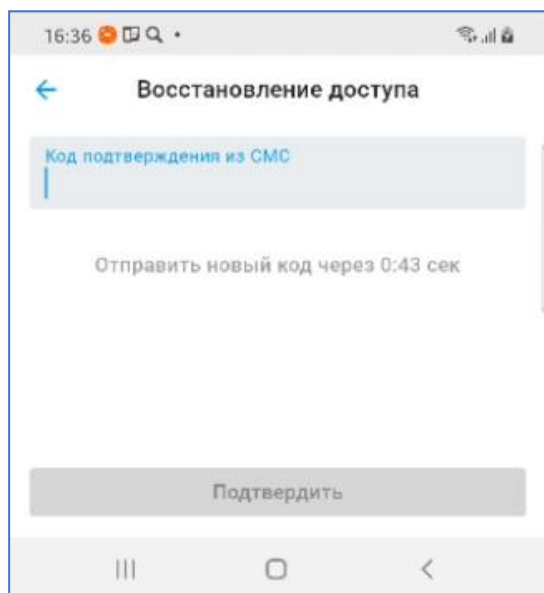 16:36
Восстановление доступа
Код подтверждения из СМС
Отправить новый код через 0:43 сек
Подтвердить